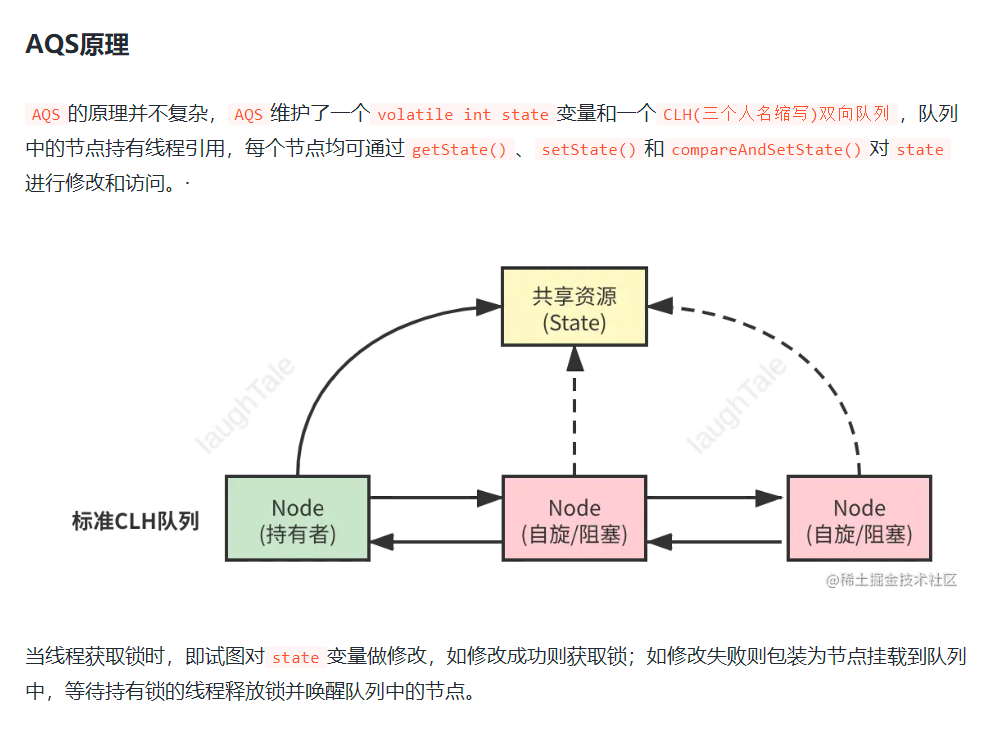 AQS原理
AQS 的原理并不复杂，AQS 维护了一个 volatile int state 变量和一个 CLH(三个人名缩写)双向队列 ，队列
中的节点持有线程引用，每个节点均可通过 getState() 、 setState() 和 compareAndSetState() 对 state
进行修改和访问。·
共享资源
(State)
laughTale
laughTale
标准CLH队列
Node
(持有者)
Node
(自旋/阻塞)
Node
(自旋/阻塞)
@稀土掘金技术社区
当线程获取锁时，即试图对 state 变量做修改，如修改成功则获取锁；如修改失败则包装为节点挂载到队列
中，等待持有锁的线程释放锁并唤醒队列中的节点。